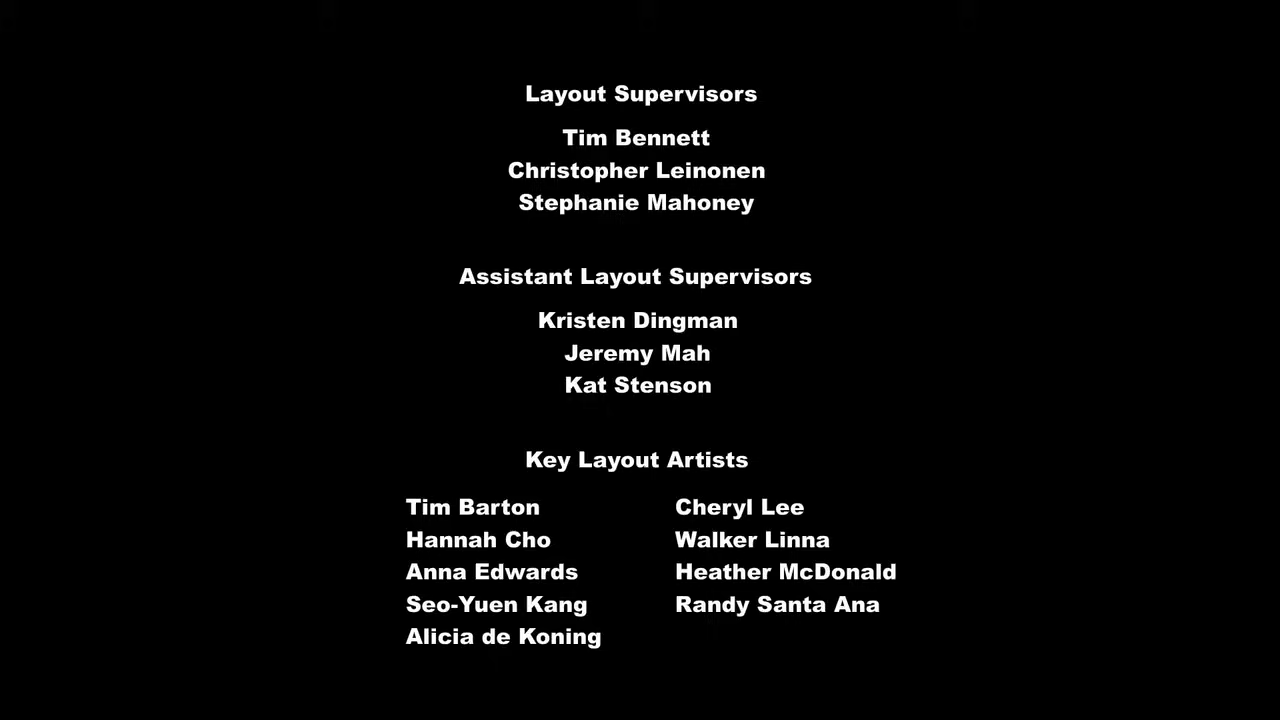 Layout Supervisors
Tim Bennett
Christopher Leinonen
Stephanie Mahoney
Assistant Layout Supervisors
Kristen Dingman
Jeremy Mah
Kat Stenson
Key Layout Artists
Tim Barton
Hannah Cho
Anna Edwards
Seo-Yuen Kang
Alicia de Koning
Cheryl Lee
Walker Linna
Heather McDonald
Randy Santa Ana